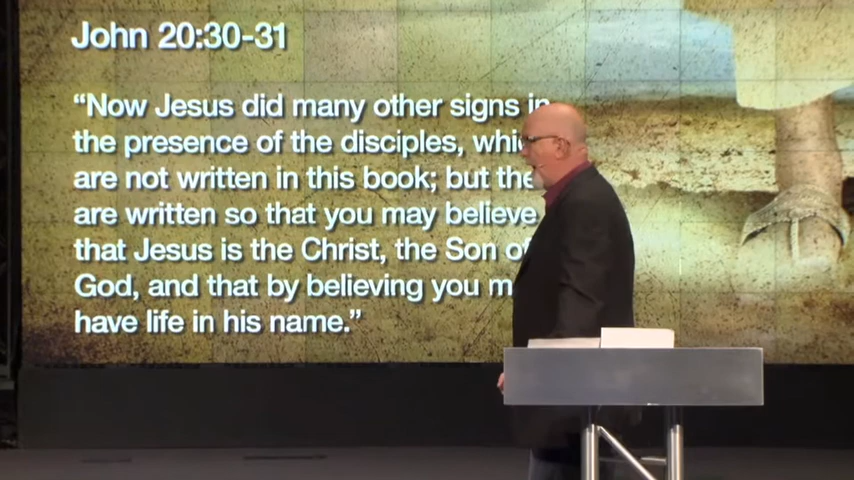 John 20:30-31
“Now Jesus did many other signs in
the presence of the disciples,
are not written in this book; but
are written so that you may believe
that Jesus is the Christ, the Son of
God, and that by believing you
have life in his name.”